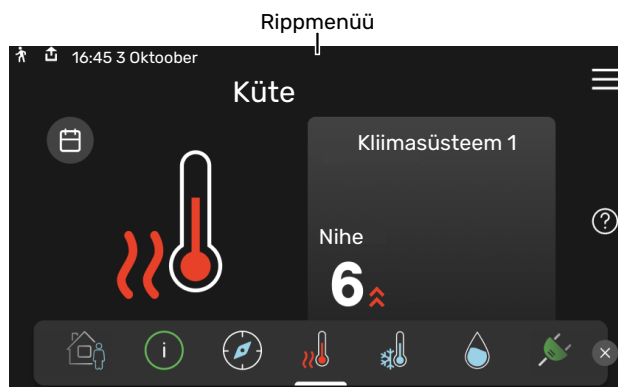 Rippmenüü
16:45 3 Oktoober
Küte
Kliimasüsteem 1
Nihe
6